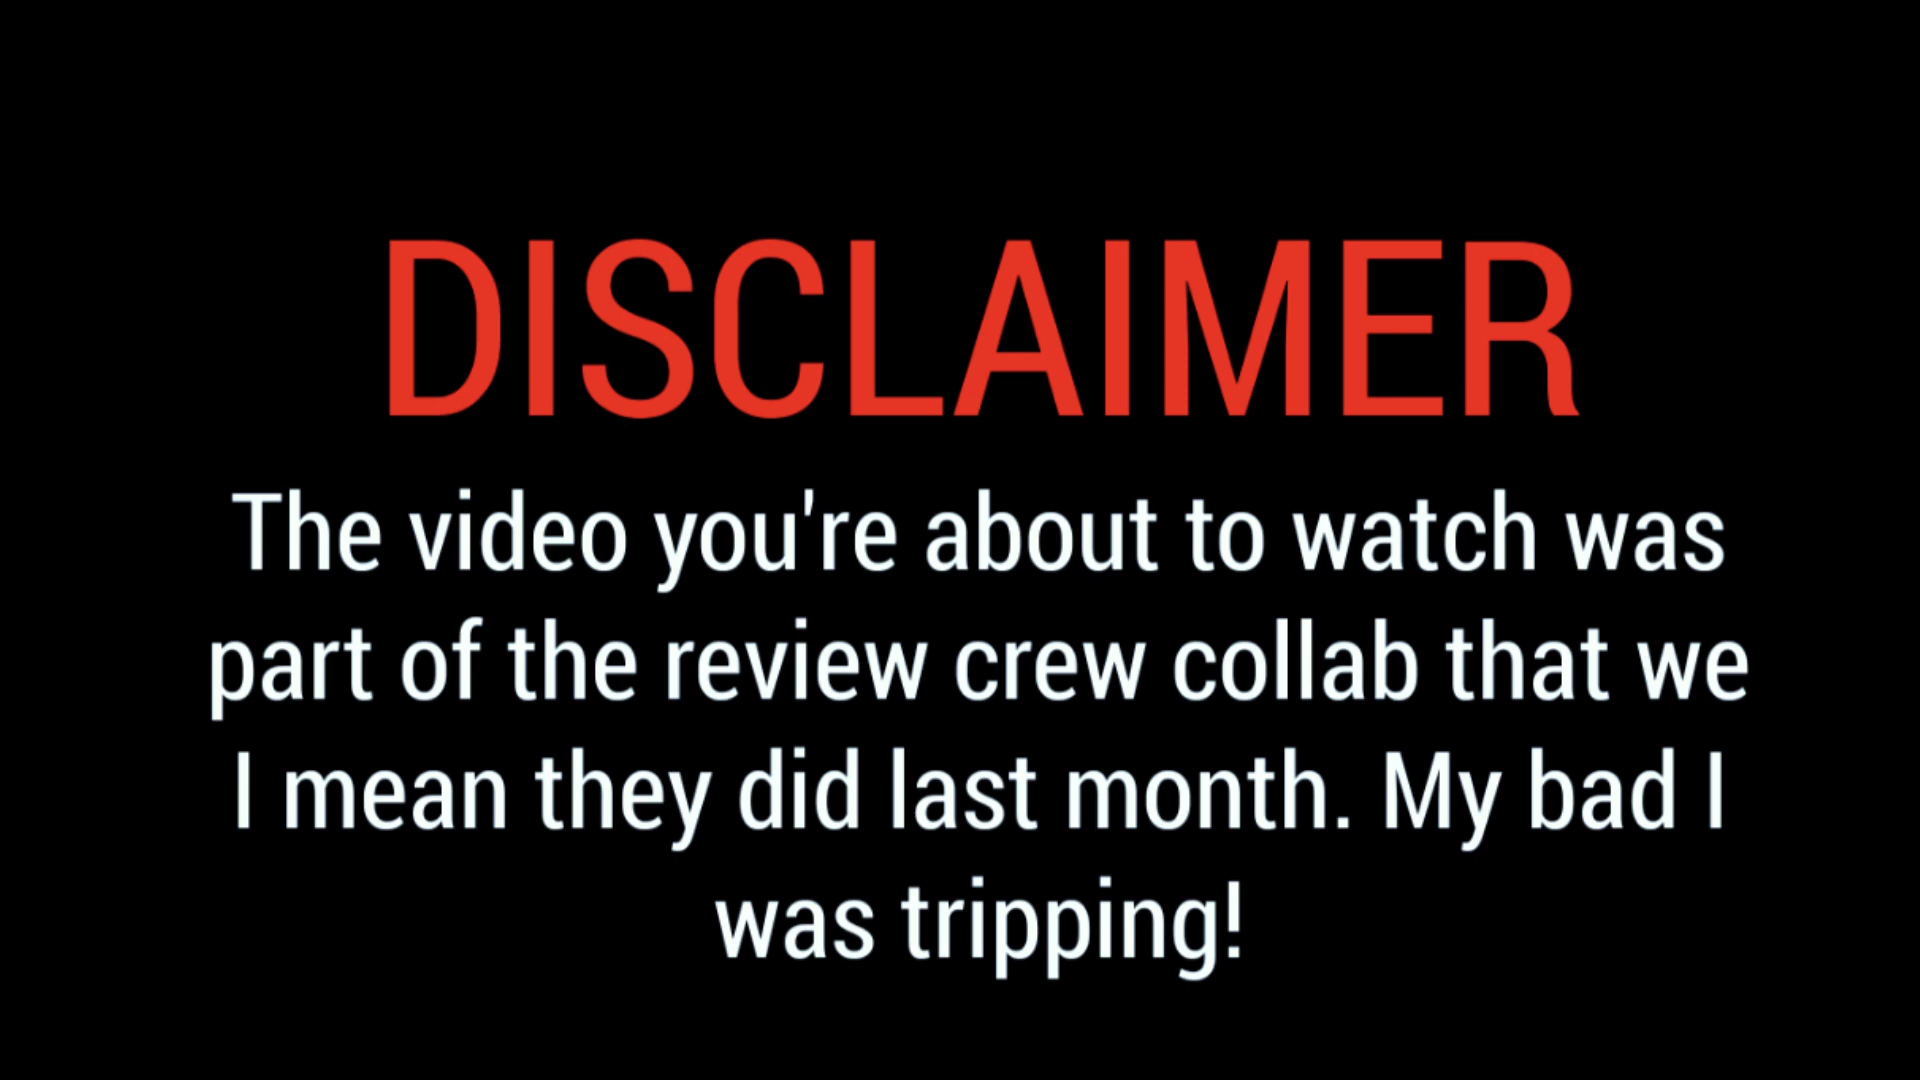 DISCLAIMER
The video you're about to watch was
part of the review crew collab that we
I mean they did last month. My bad I
was tripping!